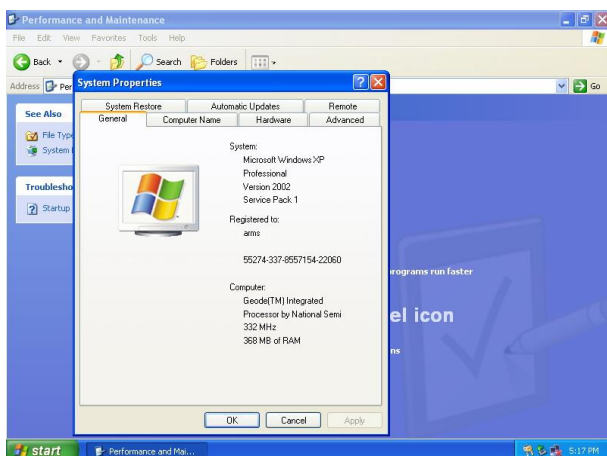 Performance and Maintenance
File Edit View Favorites Tools Help
Back Search Folders
Address Per Go
System Properties
System Restore Automatic Updates Remote
General Computer Name Hardware Advanced
See Also
File Type
System
Troublesho
Startup
System:
Microsoft Windows XP
Professional
Version 2002
Service Pack 1
Registered to:
arms
55274-337-8557154-22060
Computer:
Geode(TM) Integrated
Processor by National Semi
332 MHz
368 MB of RAM
programs run faster
el icon
ns
OK Cancel Apply
start Performance and Mai... 5:17 PM